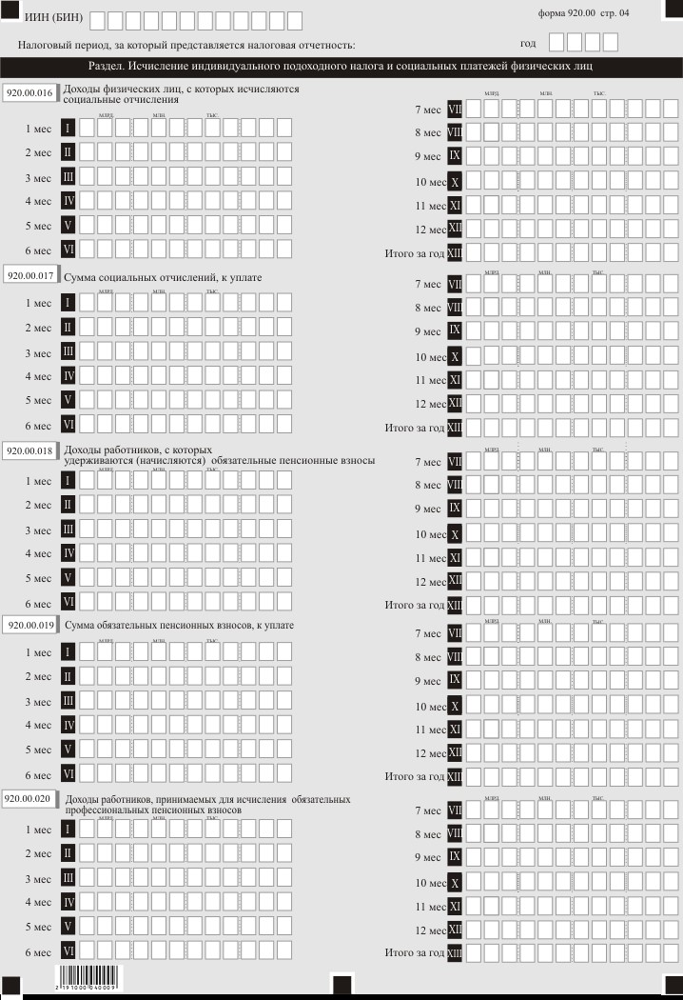 ИИН (БИН)
форма 920.00 стр. 04
Налоговый период, за который представляется налоговая отчетность:
год
Раздел. Исчисление индивидуального подоходного налога и социальных платежей физических лиц
920.00.016
Доходы физических лиц, с которых исчисляются
социальные отчисления
МЛРД. МЛН. ТЫС.
1 мес I
2 мес II
3 мес III
4 мес IV
5 мес V
6 мес VI
МЛРД. МЛН. ТЫС.
7 мес VII
8 мес VIII
9 мес IX
10 мес X
11 мес XI
12 мес XII
Итого за год XIII
920.00.017
Сумма социальных отчислений, к уплате
МЛРД. МЛН. ТЫС.
1 мес I
2 мес II
3 мес III
4 мес IV
5 мес V
6 мес VI
МЛРД. МЛН. ТЫС.
7 мес VII
8 мес VIII
9 мес IX
10 мес X
11 мес XI
12 мес XII
Итого за год XIII
920.00.018
Доходы работников, с которых
удерживаются (начисляются) обязательные пенсионные взносы
МЛРД. МЛН. ТЫС.
1 мес I
2 мес II
3 мес III
4 мес IV
5 мес V
6 мес VI
МЛРД. МЛН. ТЫС.
7 мес VII
8 мес VIII
9 мес IX
10 мес X
11 мес XI
12 мес XII
Итого за год XIII
920.00.019
Сумма обязательных пенсионных взносов, к уплате
МЛРД. МЛН. ТЫС.
1 мес I
2 мес II
3 мес III
4 мес IV
5 мес V
6 мес VI
МЛРД. МЛН. ТЫС.
7 мес VII
8 мес VIII
9 мес IX
10 мес X
11 мес XI
12 мес XII
Итого за год XIII
920.00.020
Доходы работников, принимаемых для исчисления обязательных
профессиональных пенсионных взносов
МЛРД. МЛН. ТЫС.
1 мес I
2 мес II
3 мес III
4 мес IV
5 мес V
6 мес VI
МЛРД. МЛН. ТЫС.
7 мес VII
8 мес VIII
9 мес IX
10 мес X
11 мес XI
12 мес XII
Итого за год XIII
2 191000 040009